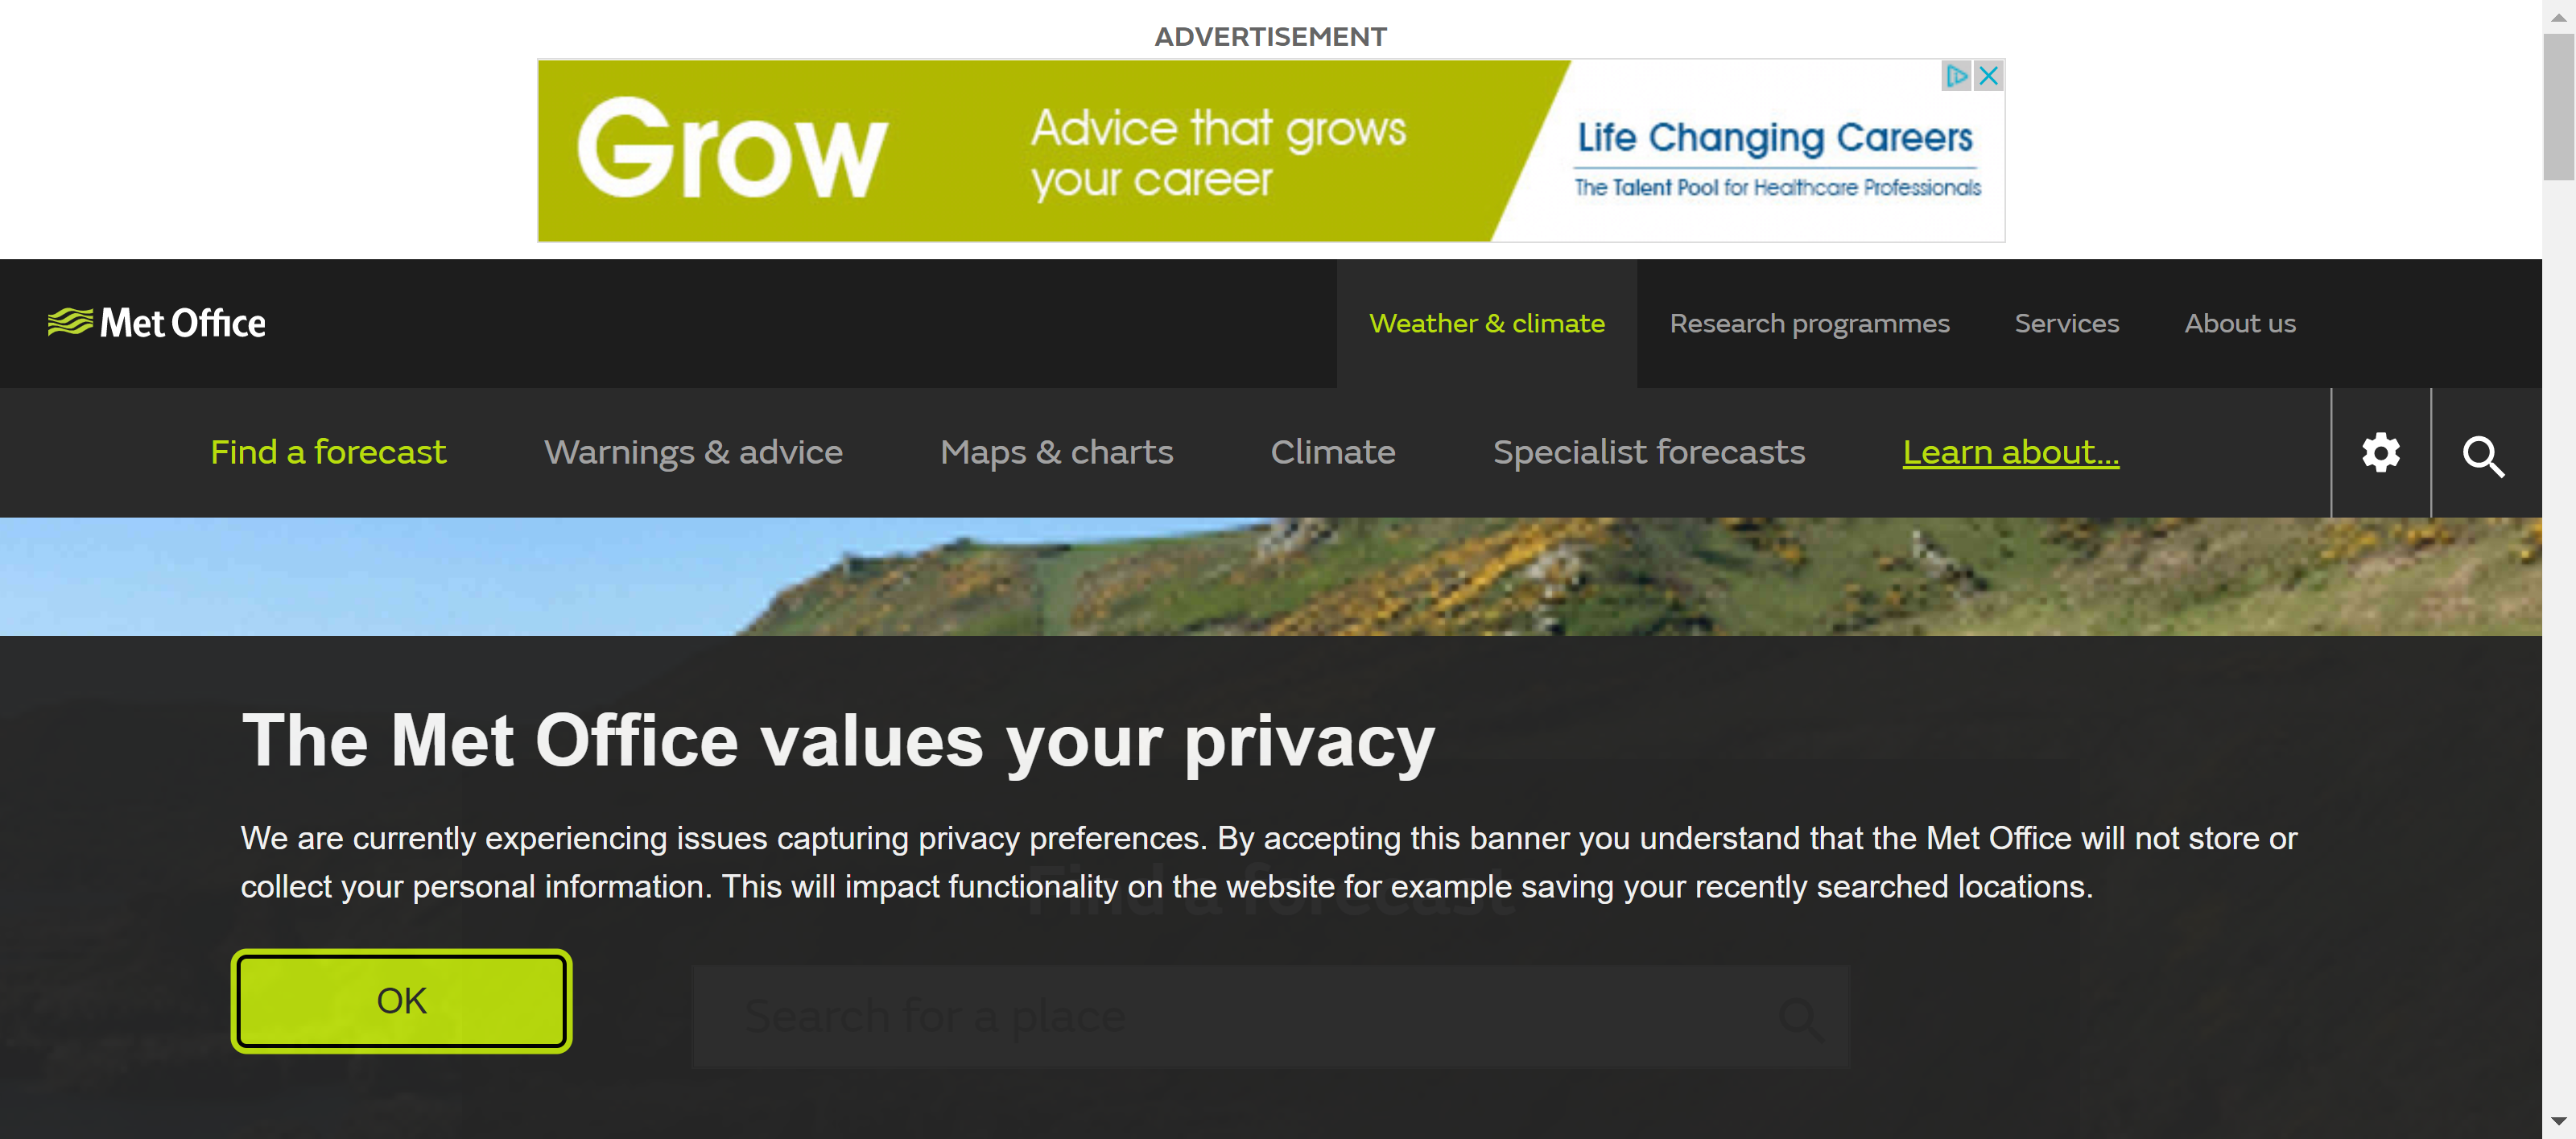 ADVERTISEMENT
Grow
Advice that grows
your career
Life Changing Careers
The Talent Pool for Healthcare Professionals
Met Office
Weather & climate
Research programmes
Services
About us
Find a forecast
Warnings & advice
Maps & charts
Climate
Specialist forecasts
Learn about...
The Met Office values your privacy
We are currently experiencing issues capturing privacy preferences. By accepting this banner you understand that the Met Office will not store or
collect your personal information. This will impact functionality on the website for example saving your recently searched locations.
Find a forecast
OK
Search for a place